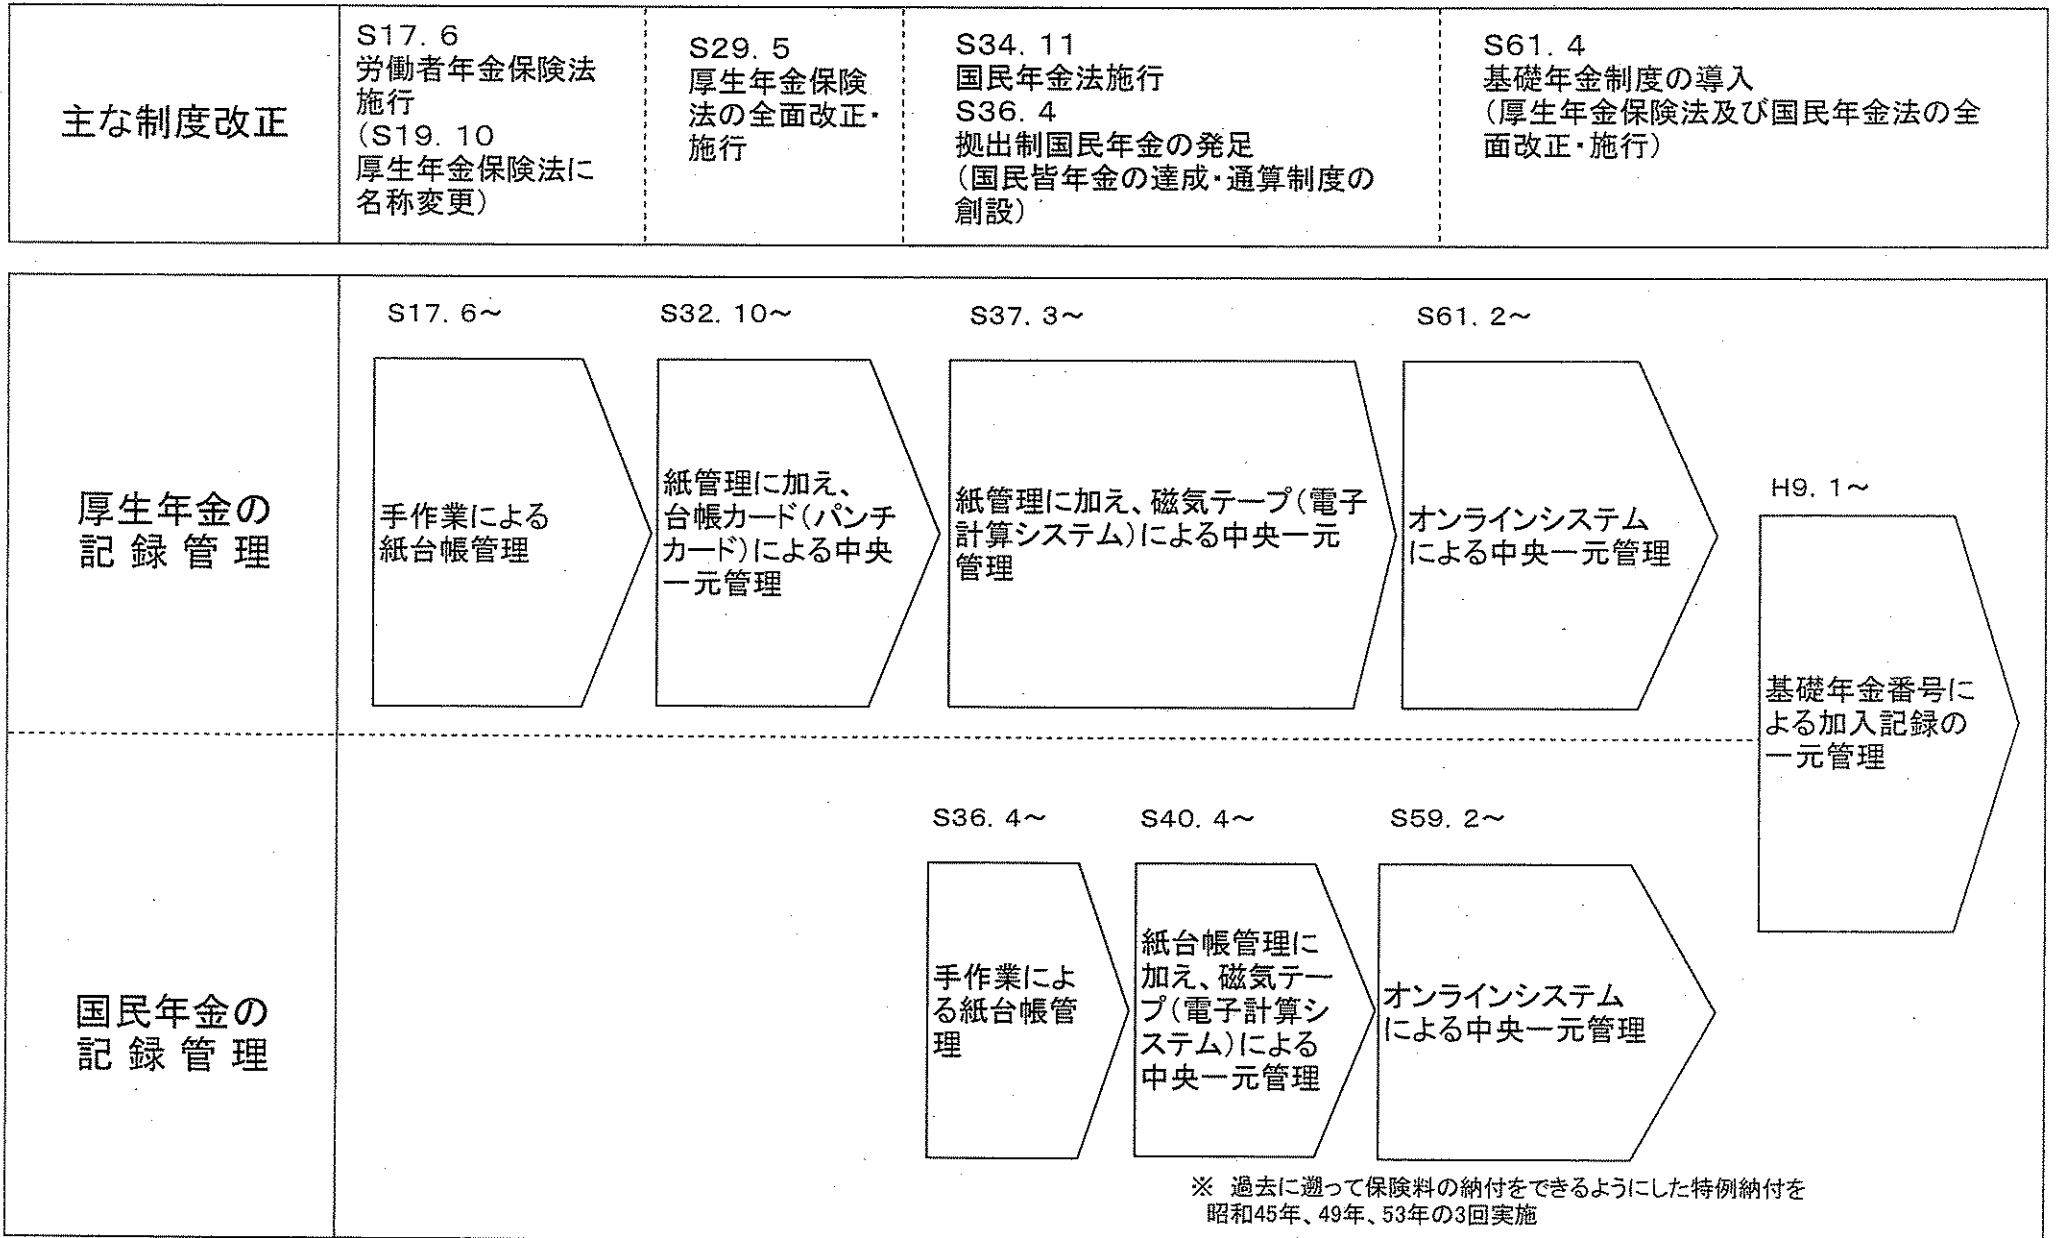 主な制度改正
S17．6
労働者年金保険法
施行
（S19．10
厚生年金保険法に
名称変更）
S29．5
厚生年金保険
法の全面改正・
施行
S34．11
国民年金法施行
S36．4
拠出制国民年金の発足
（国民皆年金の達成・通算制度の
創設）
S61．4
基礎年金制度の導入
（厚生年金保険法及び国民年金法の全
面改正・施行）
厚生年金の
記録管理
S17．6～
手作業による
紙台帳管理
S32．10～
紙管理に加え、
台帳カード（パンチ
カード）による中央
一元管理
S37．3～
紙管理に加え、磁気テープ（電子
計算システム）による中央一元
管理
S61．2～
オンラインシステム
による中央一元管理
H9．1～
基礎年金番号に
よる加入記録の
一元管理
国民年金の
記録管理
S36．4～
手作業によ
る紙台帳管
理
S40．4～
紙台帳管理に
加え、磁気テー
プ（電子計算シ
ステム）による
中央一元管理
S59．2～
オンラインシステム
による中央一元管理
※　過去に遡って保険料の納付をできるようにした特例納付を
昭和45年、49年、53年の3回実施